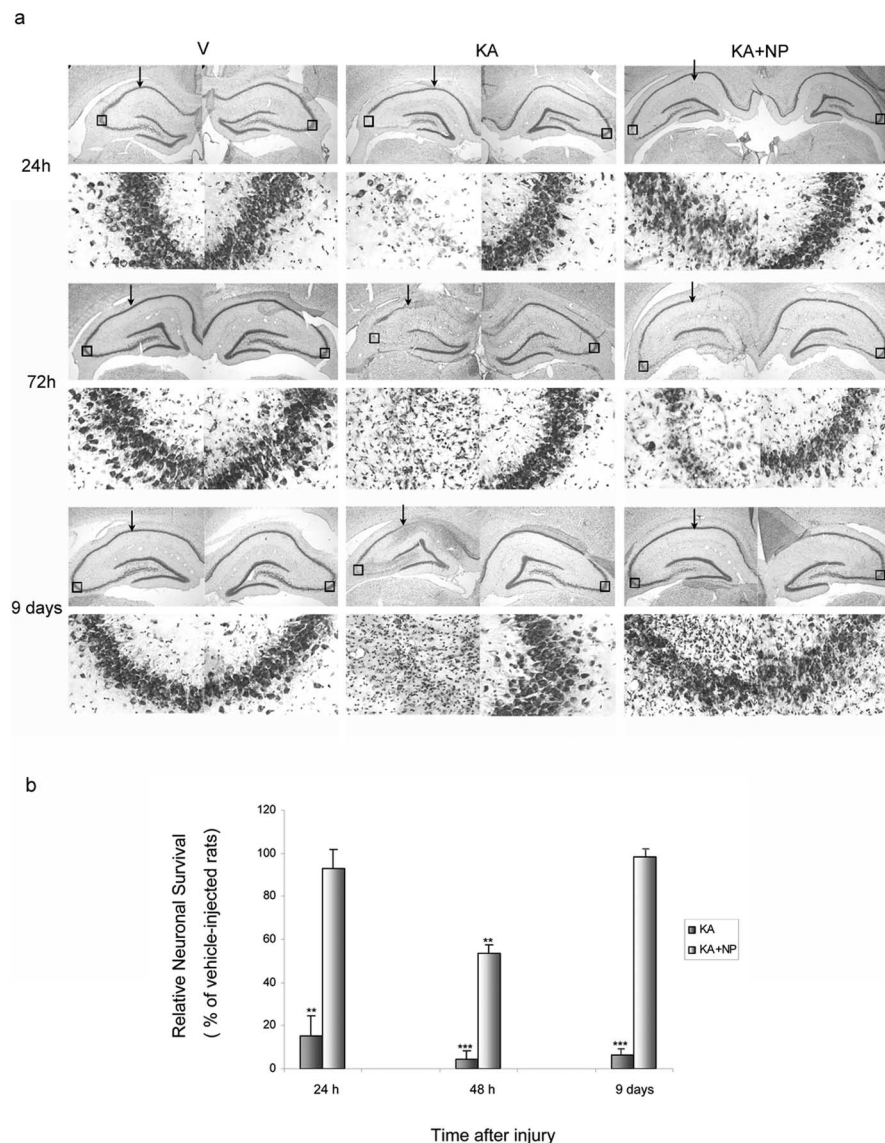 a
V KA KA+NP
24h
72h
9 days
b
Relative Neuronal Survival
( % of vehicle-injured rats)
120
100
80
60
40
20
0
** ** *** ***
KA
KA+NP
24 h 48 h 9 days
Time after injury